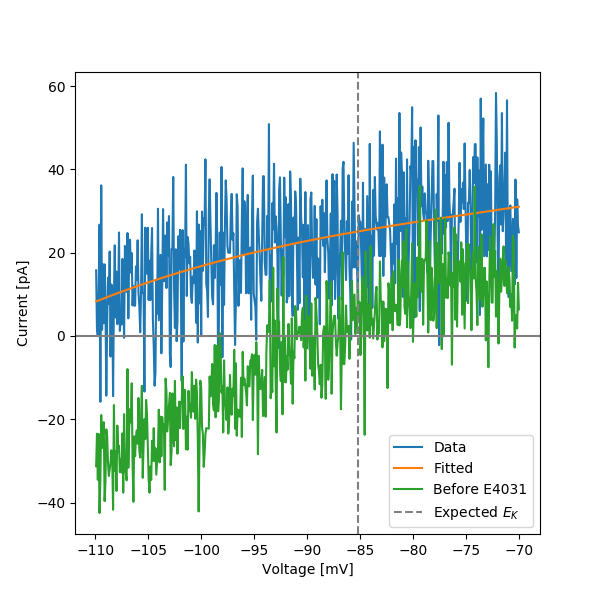 60
40
20
0
−20
−40
Current [pA]
Data
Fitted
Before E4031
Expected E_K
−110
−105
−100
−95
−90
−85
−80
−75
−70
Voltage [mV]